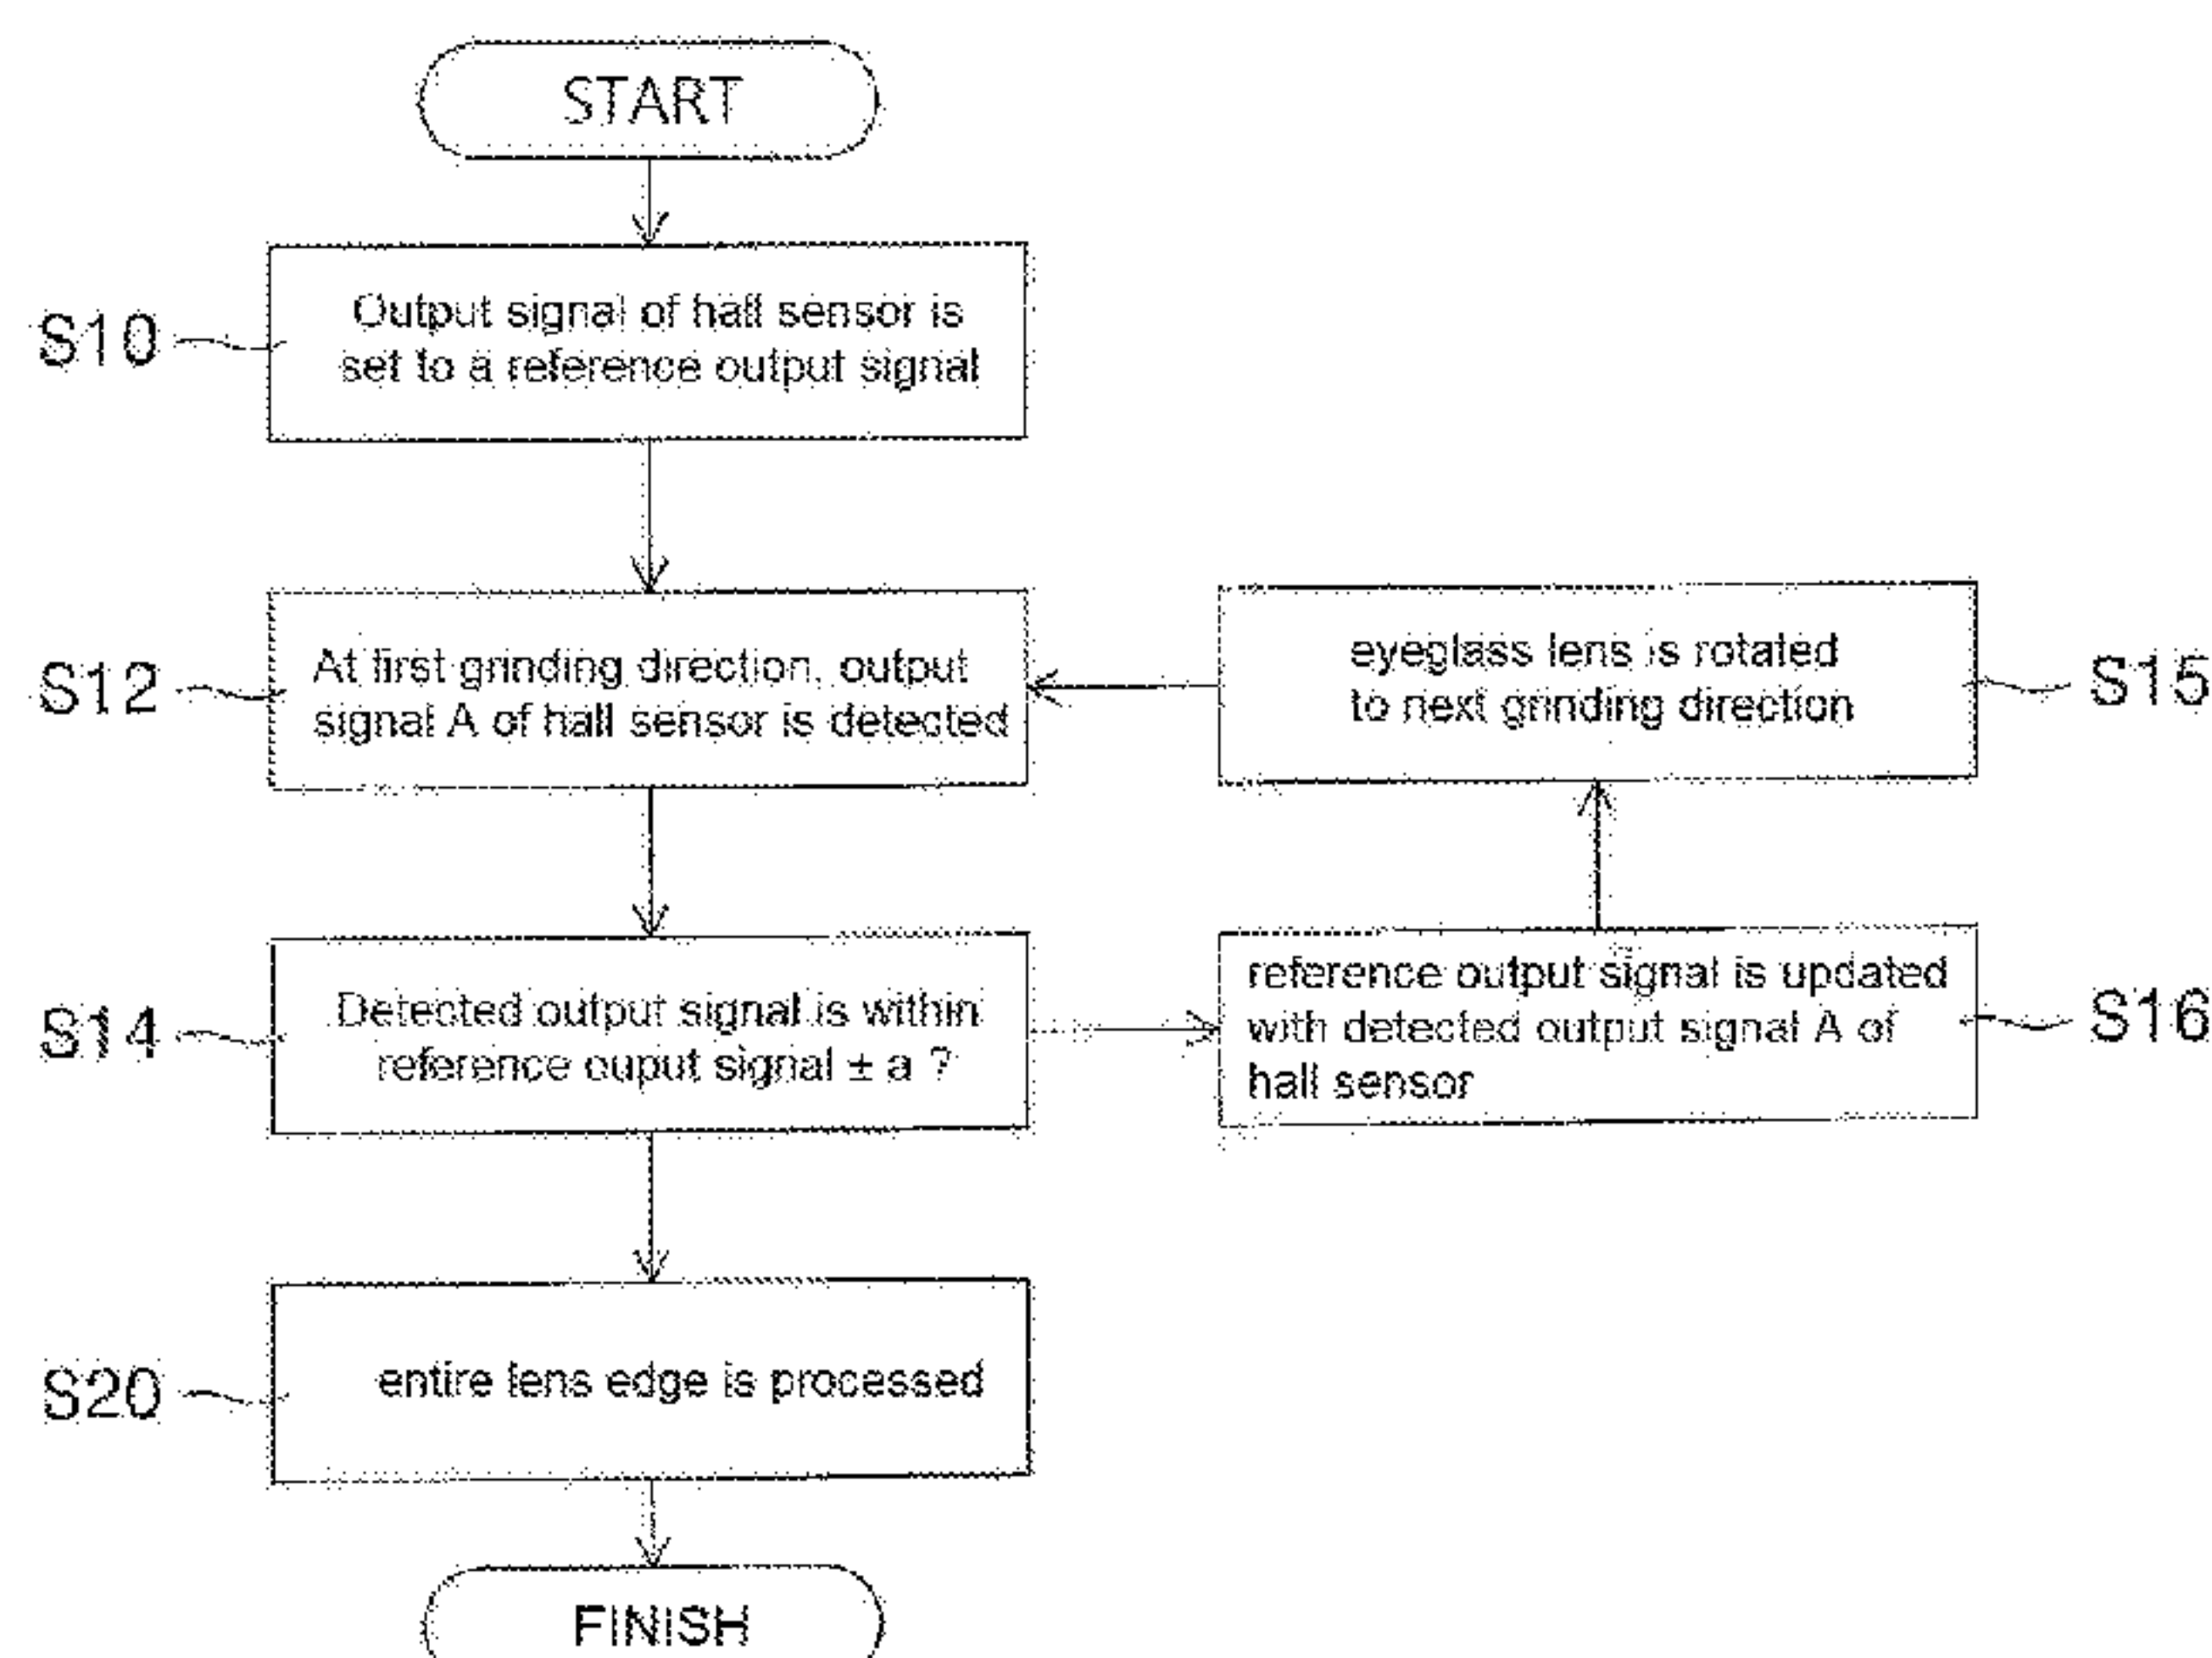 START
S10
Output signal of hall sensor is
set to a reference output signal
S12
At first grinding direction, output
signal A of hall sensor is detected
eyeglass lens is rotated
to next grinding direction
S15
S14
Detected output signal is within
reference ouput signal ± a ?
reference output signal is updated
with detected output signal A of
hall sensor
S16
S20
entire lens edge is processed
FINISH